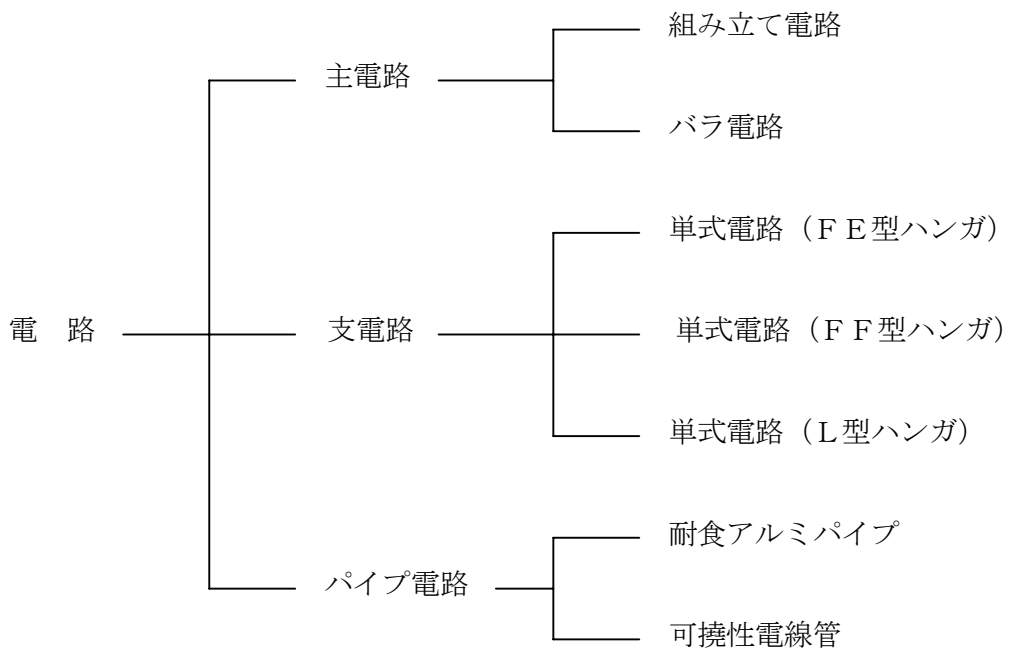 組み立て電路
主電路
バラ電路
単式電路（ＦＥ型ハンガ）
電　路
支電路
単式電路（ＦＦ型ハンガ）
単式電路（Ｌ型ハンガ）
耐食アルミパイプ
パイプ電路
可撓性電線管